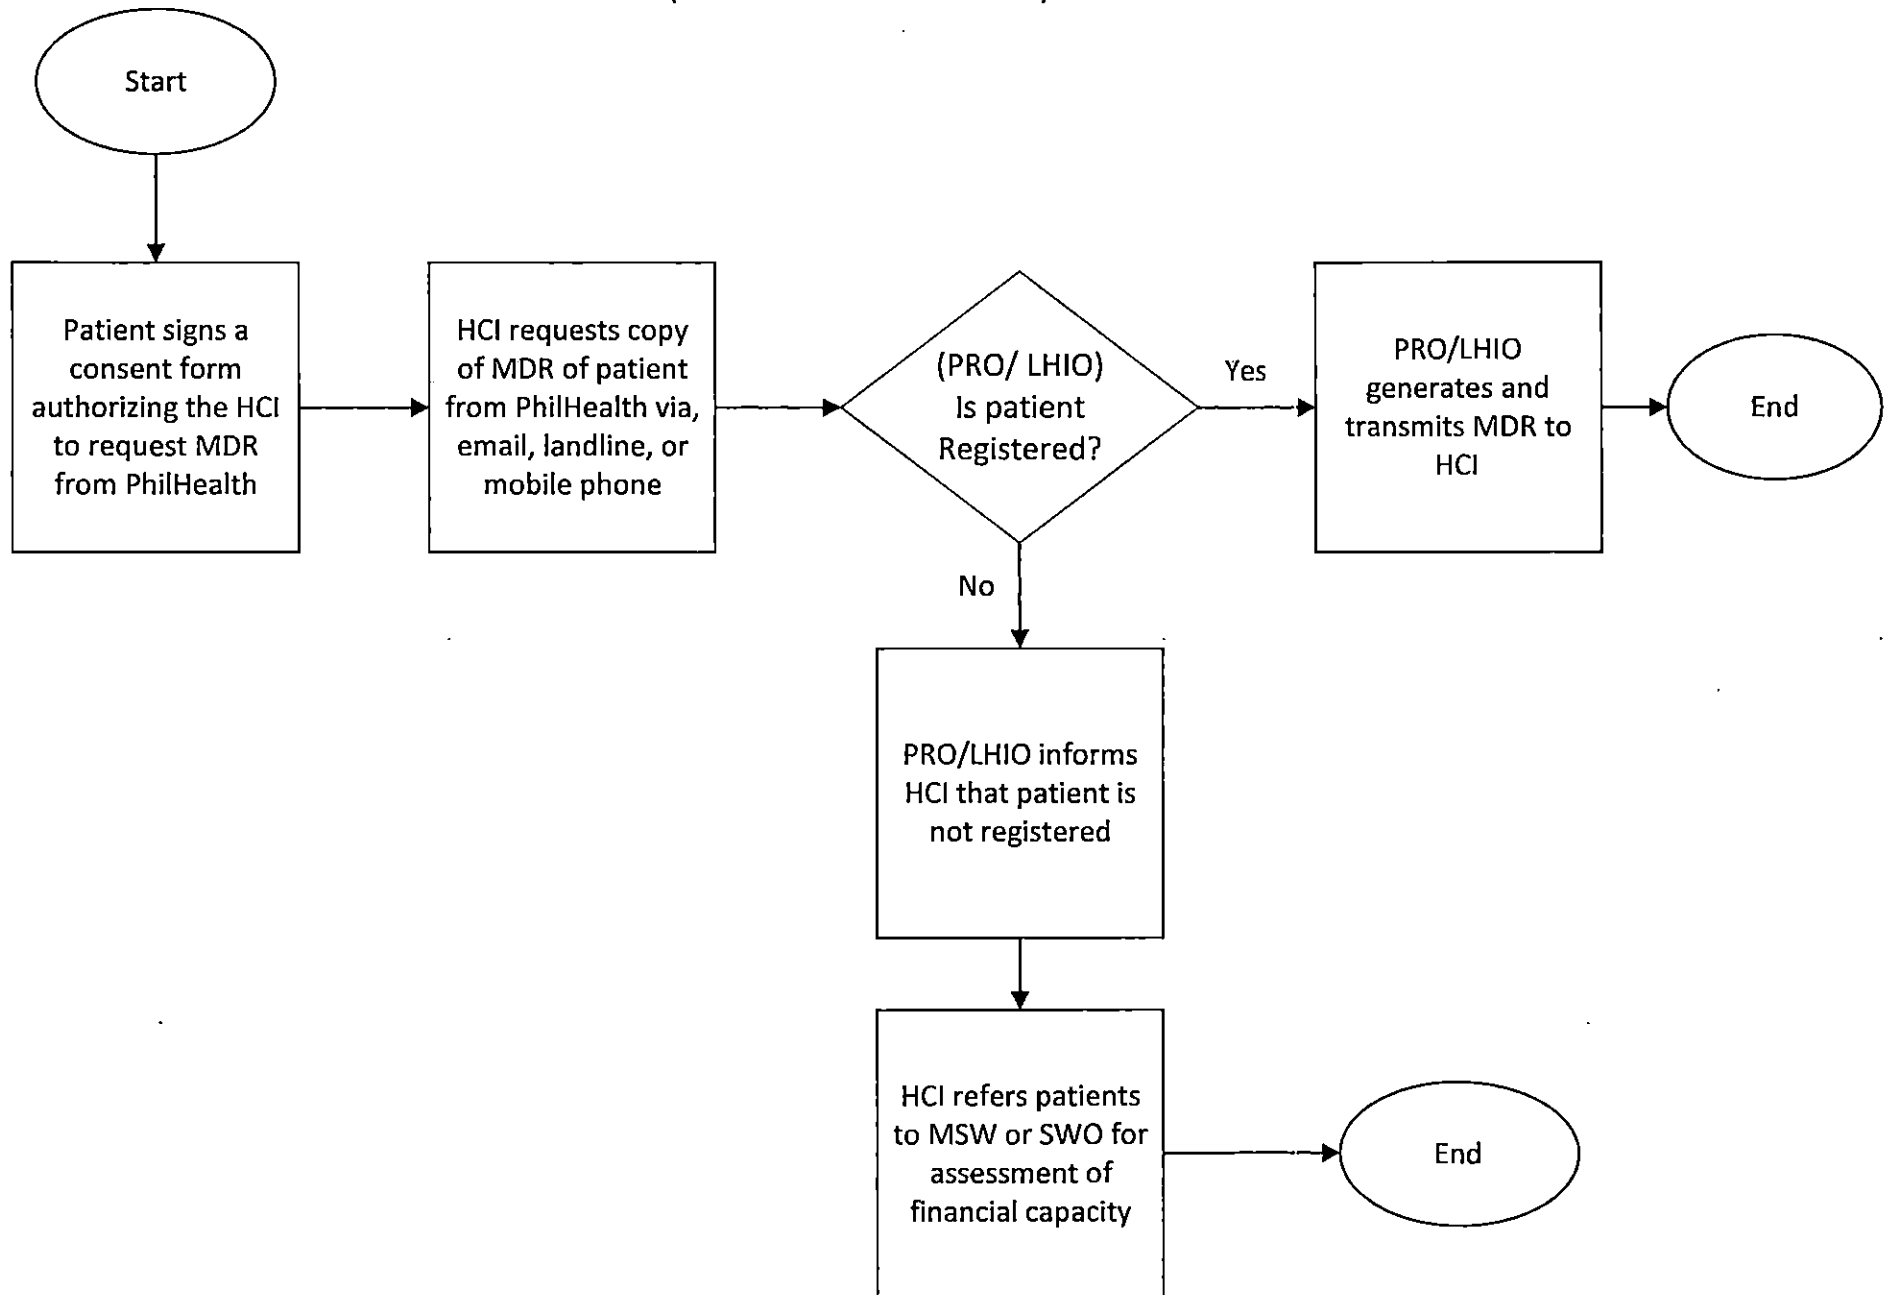 Start
Patient signs a
consent form
authorizing the HCI
to request MDR
from PhilHealth
HCI requests copy
of MDR of patient
from PhilHealth via,
email, landline, or
mobile phone
(PRO/ LHIO)
Is patient
Registered?
Yes
PRO/LHIO
generates and
transmits MDR to
HCI
End
No
PRO/LHIO informs
HCI that patient is
not registered
HCI refers patients
to MSW or SWO for
assessment of
financial capacity
End